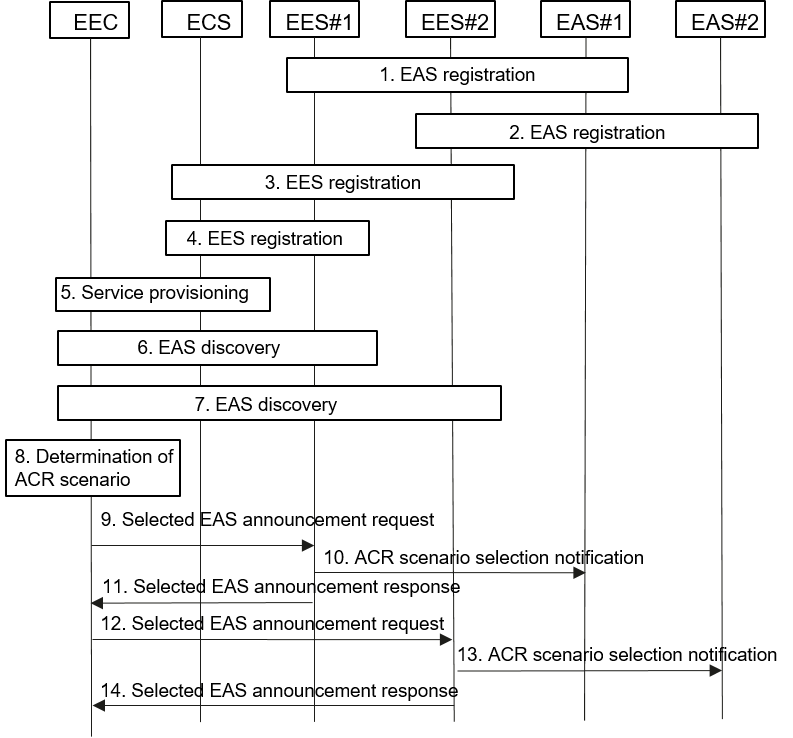 EEC ECS EES#1 EES#2 EAS#1 EAS#2
1. EAS registration
2. EAS registration
3. EES registration
4. EES registration
5. Service provisioning
6. EAS discovery
7. EAS discovery
8. Determination of
ACR scenario
9. Selected EAS announcement request
10. ACR scenario selection notification
11. Selected EAS announcement response
12. Selected EAS announcement request
13. ACR scenario selection notification
14. Selected EAS announcement response